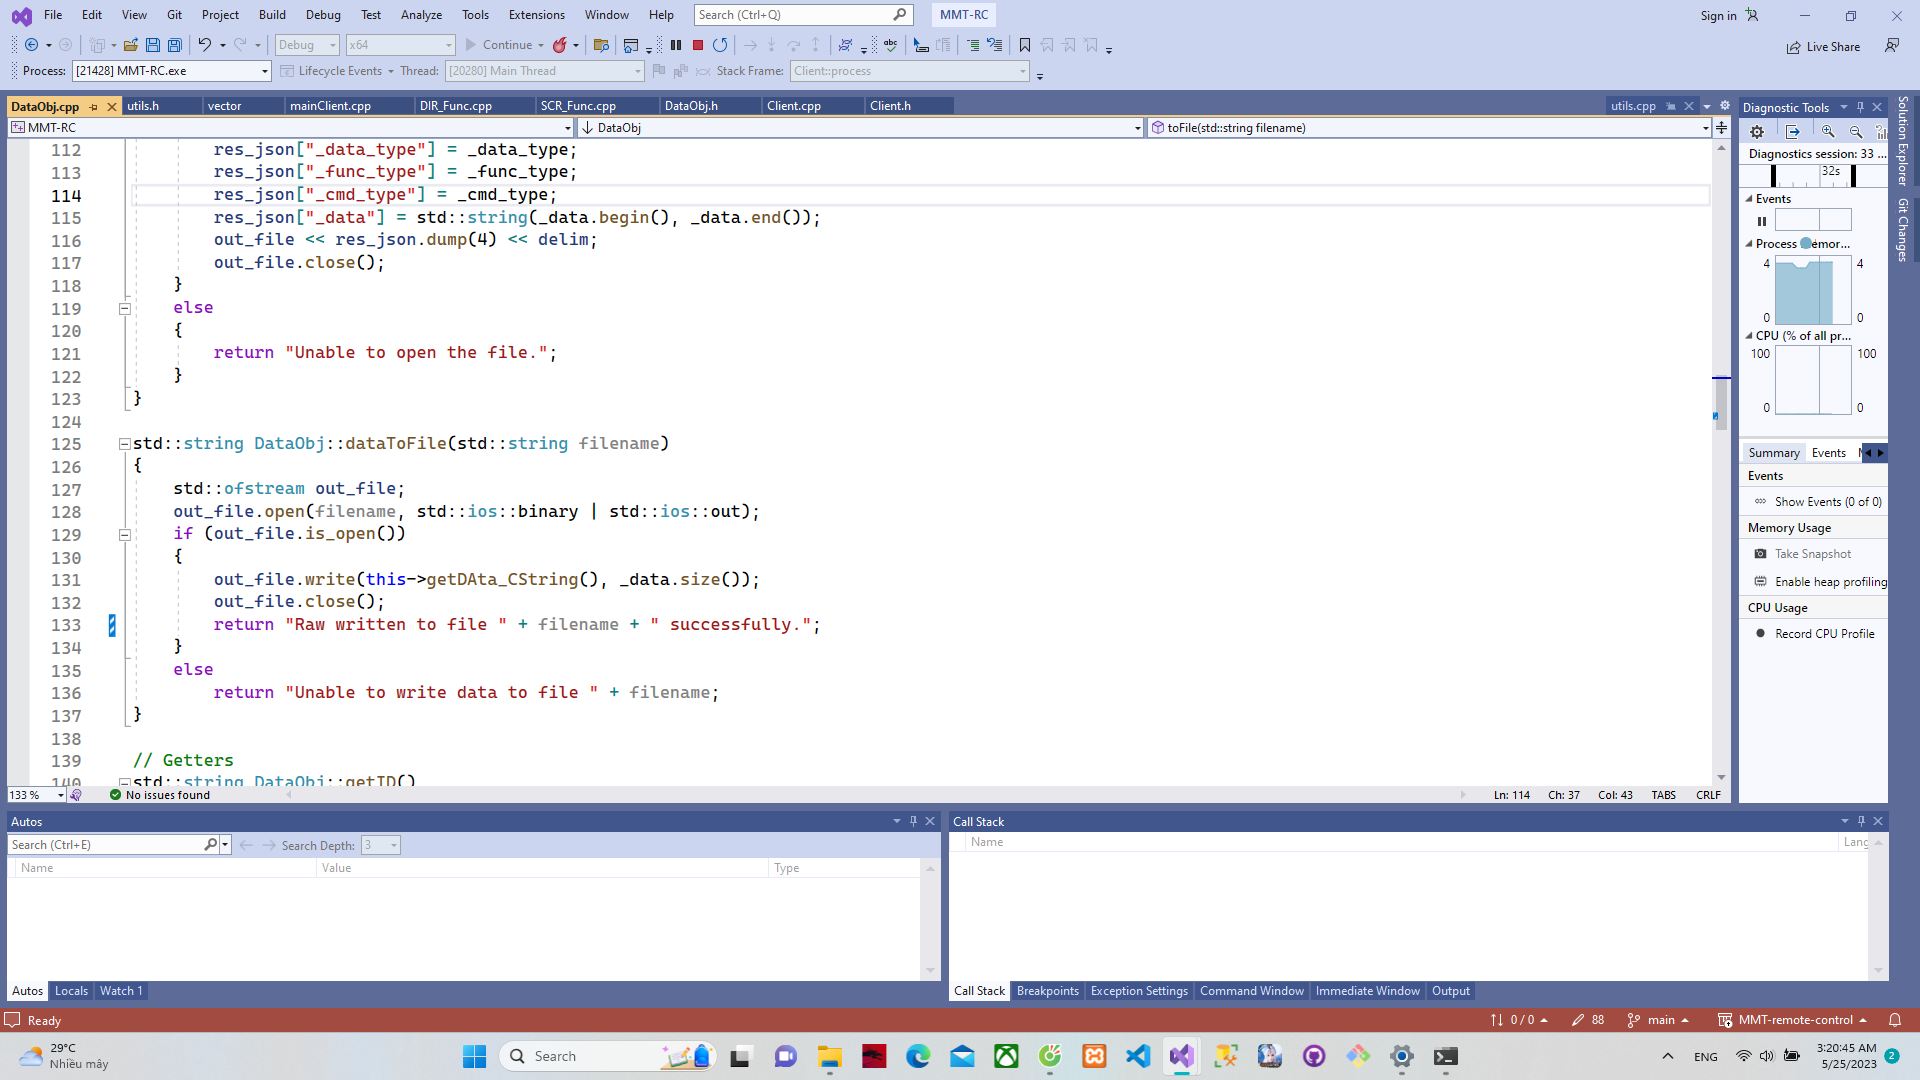 File Edit View Git Project Build Debug Test Analyze Tools Extensions Window Help Search (Ctrl+Q) MMT-RC Sign in
Debug x64 Continue Live Share
Process: [21428] MMT-RC.exe Lifecycle Events Thread: [20280] Main Thread Stack Frame: Client::process
DataObj.cpp utils.h vector mainClient.cpp DIR_Func.cpp SCR_Func.cpp DataObj.h Client.cpp Client.h utils.cpp
MMT-RC DataObj toFile(std::string filename)
112 res_json["_data_type"] = _data_type;
113 res_json["_func_type"] = _func_type;
114 res_json["_cmd_type"] = _cmd_type;
115 res_json["_data"] = std::string(_data.begin(), _data.end());
116 out_file << res_json.dump(4) << delim;
117 out_file.close();
118 }
119 else
120 {
121 return "Unable to open the file.";
122 }
123 }
124
125 std::string DataObj::dataToFile(std::string filename)
126 {
127 std::ofstream out_file;
128 out_file.open(filename, std::ios::binary | std::ios::out);
129 if (out_file.is_open())
130 {
131 out_file.write(this->getDAta_CString(), _data.size());
132 out_file.close();
133 return "Raw written to file " + filename + " successfully.";
134 }
135 else
136 return "Unable to write data to file " + filename;
137 }
138
139 // Getters
140 std::string DataObj::getID()
133 % No issues found Ln: 114 Ch: 37 Col: 43 TABS CRLF
Diagnostic Tools
Diagnostics session: 33 ...
32s
Events
Process Memor...
4 4
0 0
CPU (% of all pr...
100 100
0 0
Summary Events
Events
Show Events (0 of 0)
Memory Usage
Take Snapshot
Enable heap profiling
CPU Usage
Record CPU Profile
Solution Explorer
Git Changes
Autos
Search (Ctrl+E) Search Depth: 3
Name Value Type
Autos Locals Watch 1
Call Stack
Name Lang
Call Stack Breakpoints Exception Settings Command Window Immediate Window Output
Ready 0 / 0 88 main MMT-remote-control
29°C
Nhiều mây
Search
ENG
3:20:45 AM
5/25/2023
2